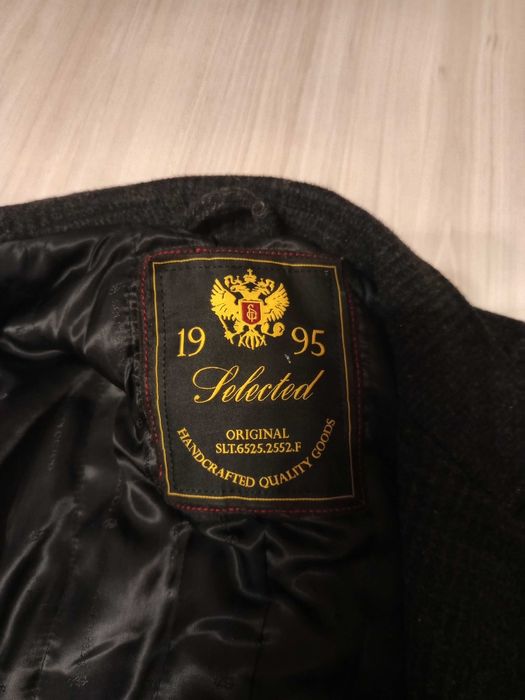 19 95
Selected
ORIGINAL
SLT.6525.2552.F
HANDCRAFTED QUALITY GOODS